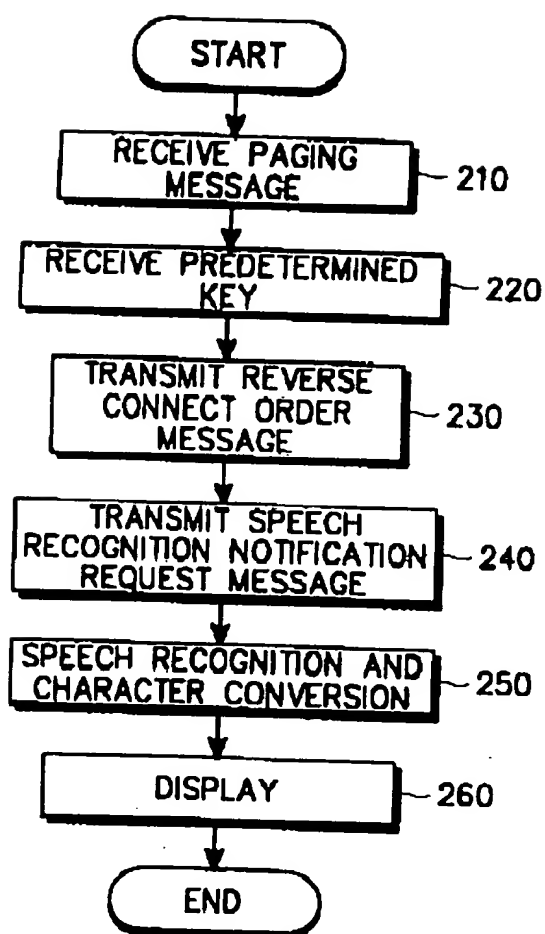 START
RECEIVE PAGING
MESSAGE
210
RECEIVE PREDETERMINED
KEY
220
TRANSMIT REVERSE
CONNECT ORDER
MESSAGE
230
TRANSMIT SPEECH
RECOGNITION NOTIFICATION
REQUEST MESSAGE
240
SPEECH RECOGNITION AND
CHARACTER CONVERSION
250
DISPLAY
260
END